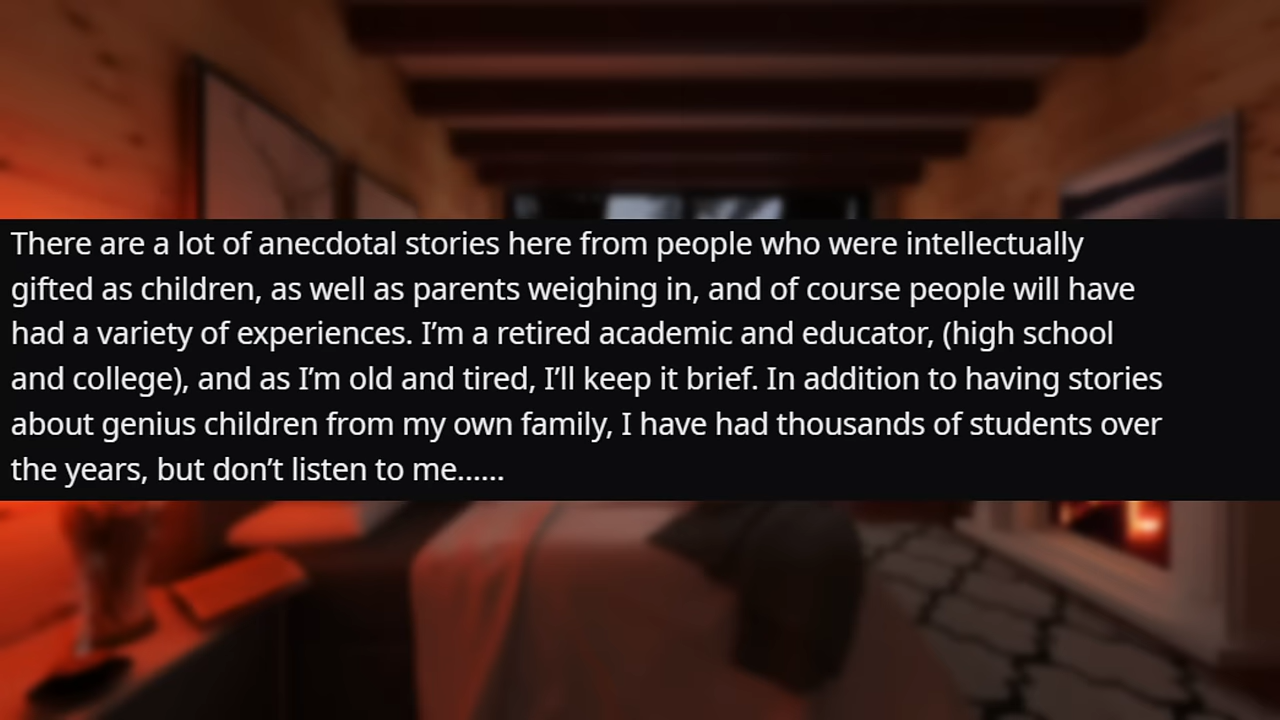 There are a lot of anecdotal stories here from people who were intellectually
gifted as children, as well as parents weighing in, and of course people will have
had a variety of experiences. I’m a retired academic and educator, (high school
and college), and as I’m old and tired, I’ll keep it brief. In addition to having stories
about genius children from my own family, I have had thousands of students over
the years, but don’t listen to me……